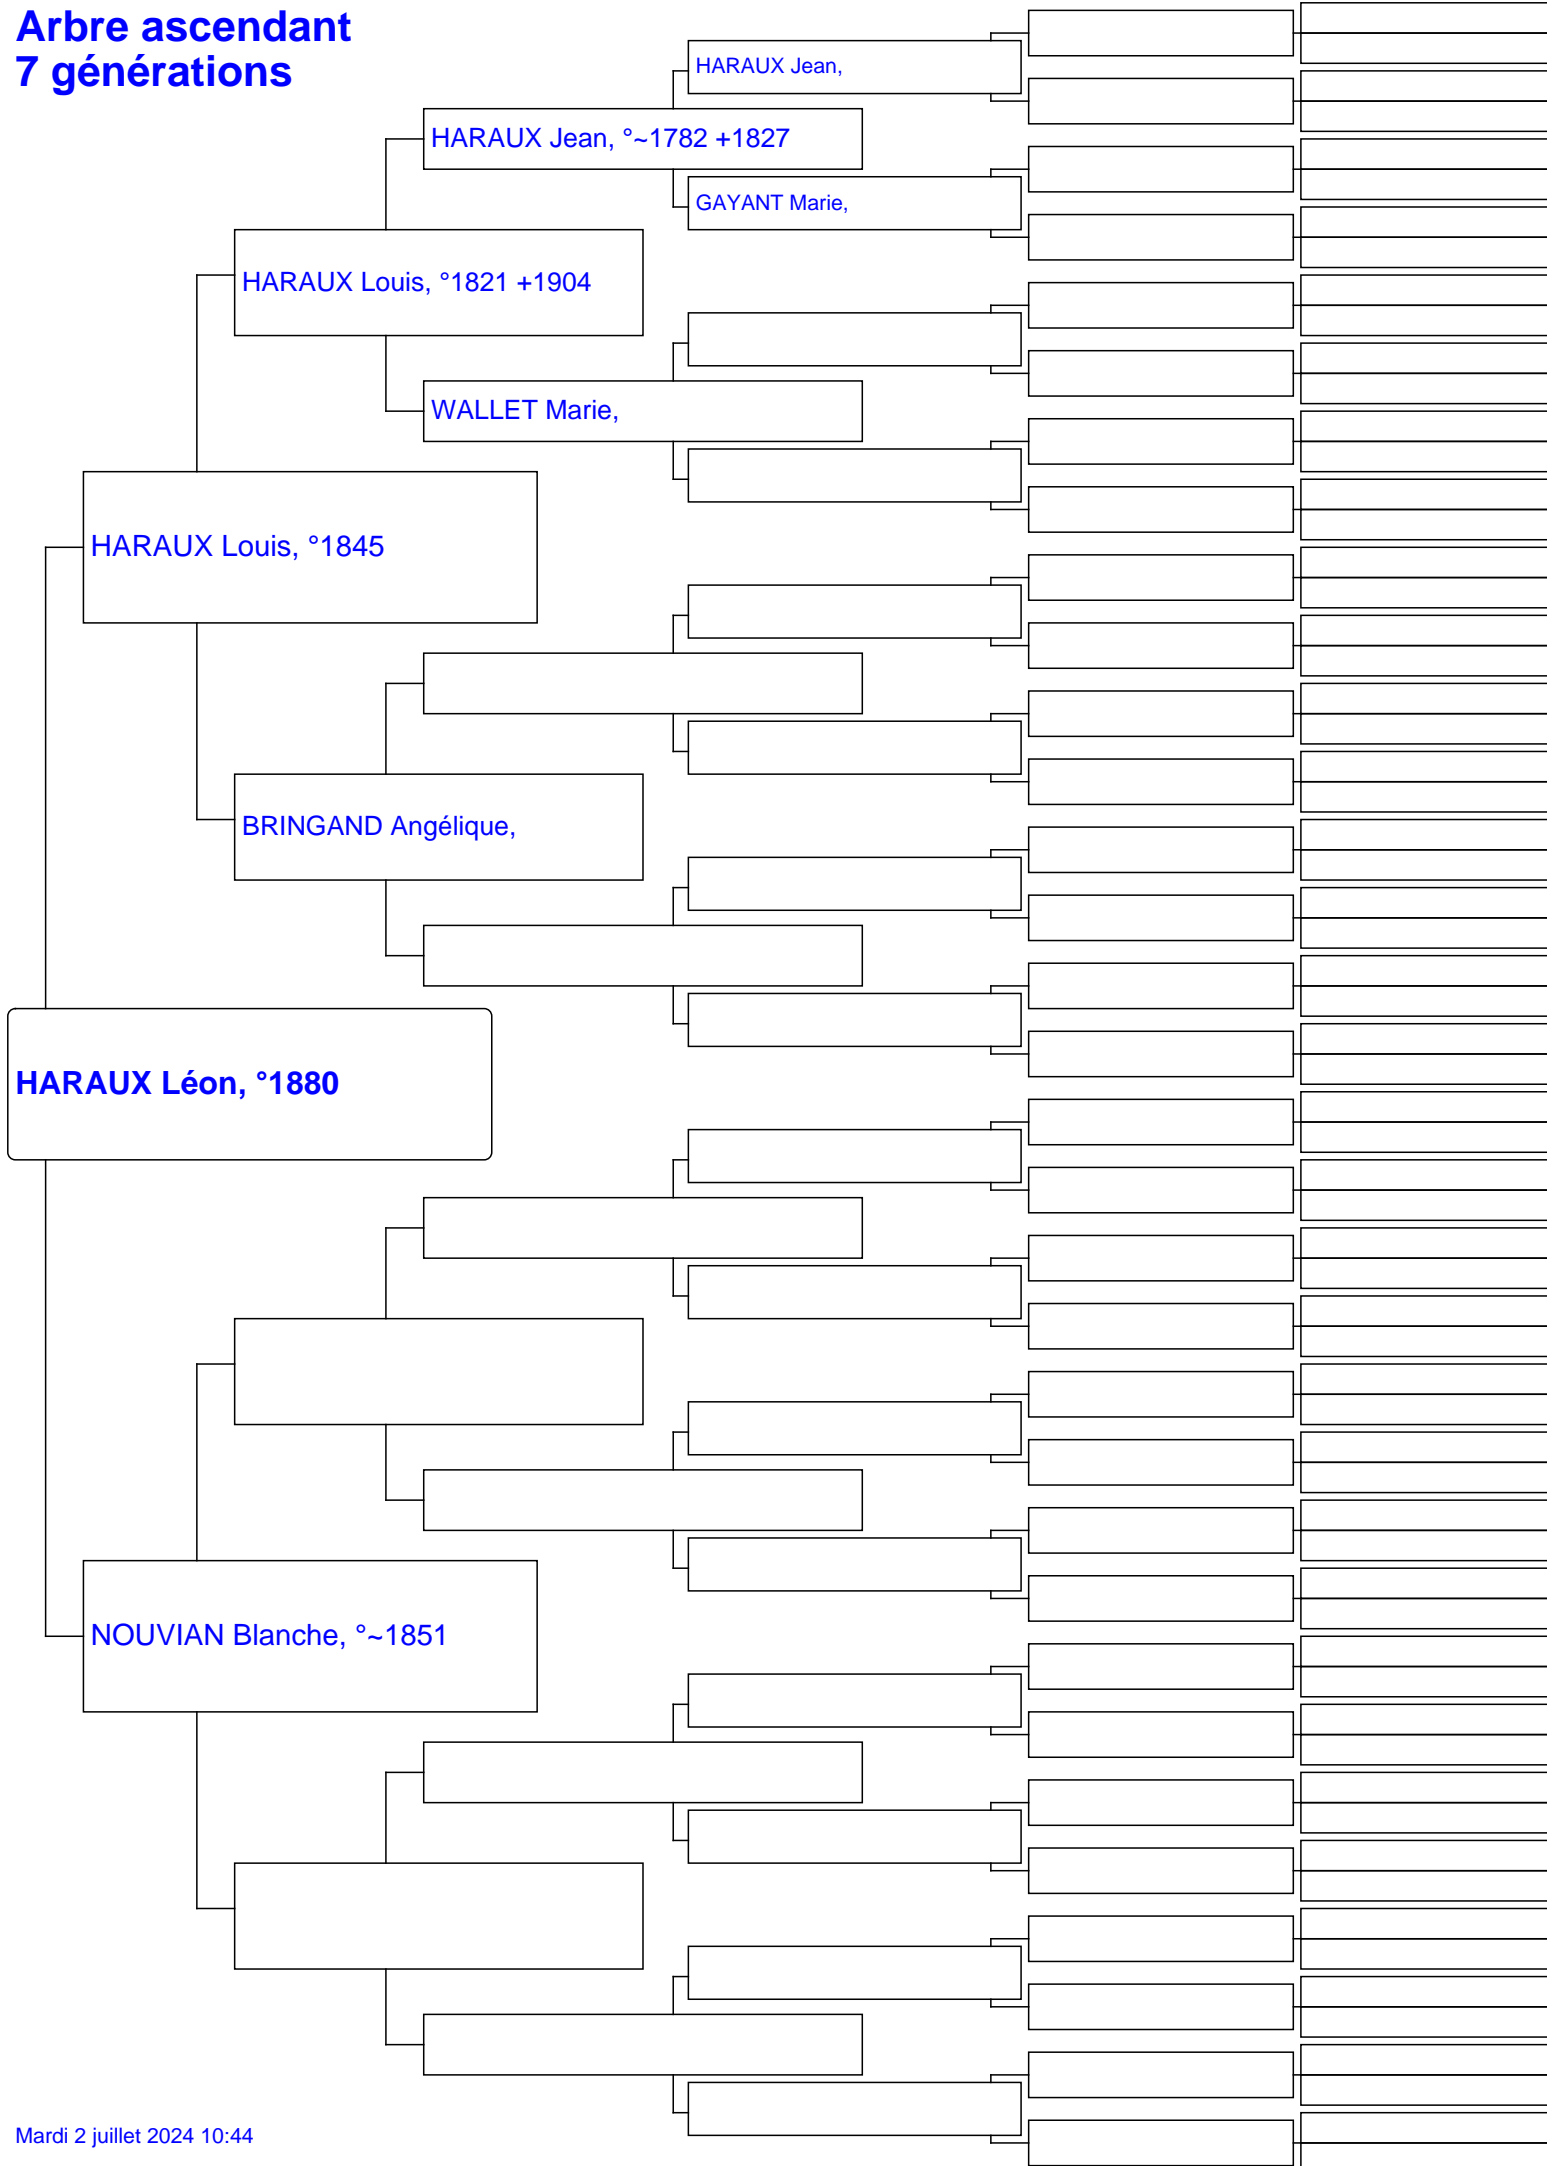 Arbre ascendant
7 générations
HARAUX Jean,
HARAUX Jean, °~1782 +1827
GAYANT Marie,
HARAUX Louis, °1821 +1904
WALLET Marie,
HARAUX Louis, °1845
BRINGAND Angélique,
HARAUX Léon, °1880
NOUVIAN Blanche, °~1851
Mardi 2 juillet 2024 10:44